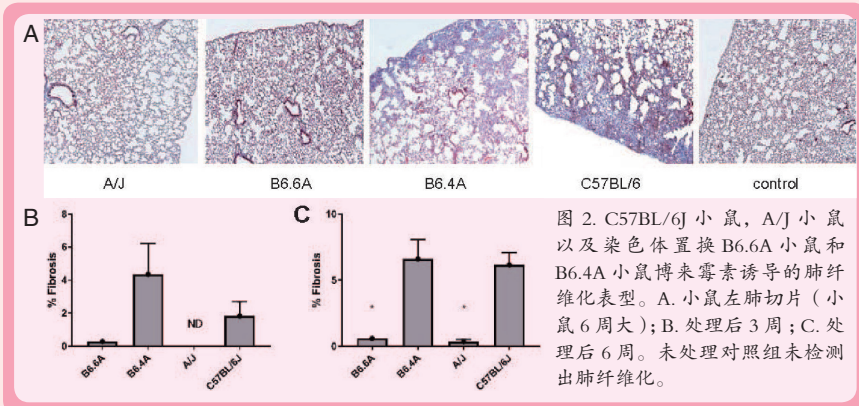 A
A/J
B6.6A
B6.4A
C57BL/6
control
B
% Fibrosis
8
6
4
2
0
ND
B6.6A
B6.4A
A/J
C57BL/6J
C
% Fibrosis
10
5
0
*
*
B6.6A
B6.4A
A/J
C57BL/6J
图 2. C57BL/6J 小鼠，A/J 小鼠
以及染色体置换 B6.6A 小鼠和
B6.4A 小鼠博来霉素诱导的肺纤
维化表型。A. 小鼠左肺切片（小
鼠 6 周大）；B. 处理后 3 周；C. 处
理后 6 周。未处理对照组未检测
出肺纤维化。